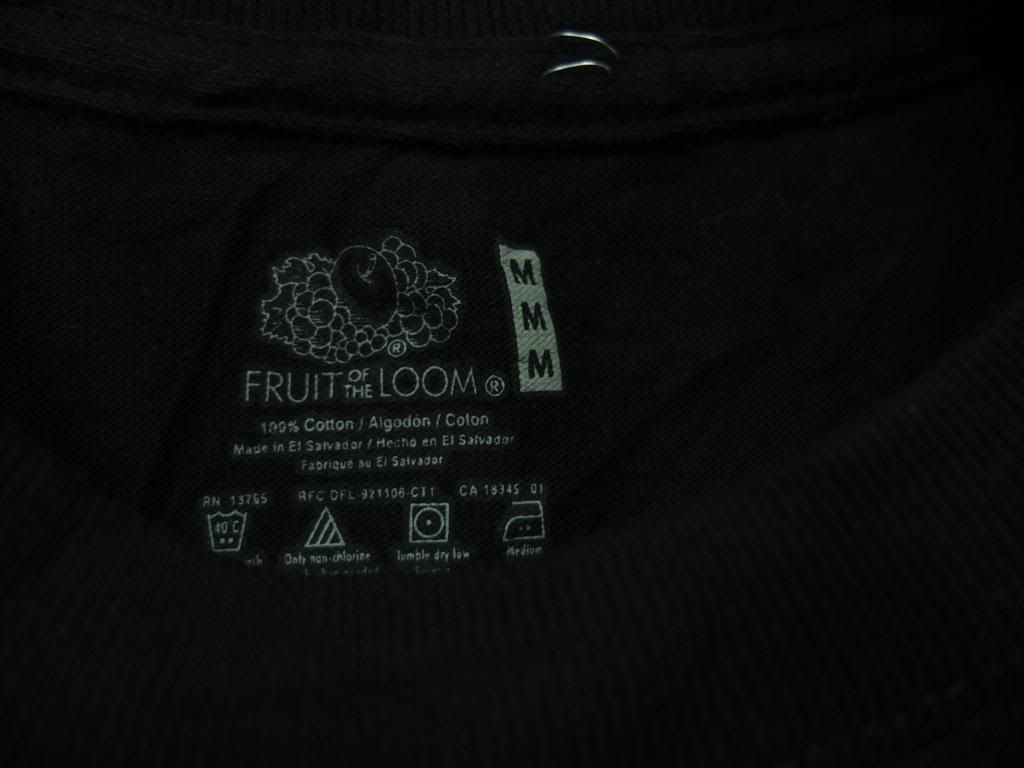 FRUIT OF THE LOOM ®
®
M
M
M
100% Cotton / Algodón / Coton
Made in El Salvador / Hecho en El Salvador
Fabriqué au El Salvador
RN 13765 RFC DFL-921106-CT1 CA 18345 01
40 C
Only non-chlorine Tumble dry low Medium